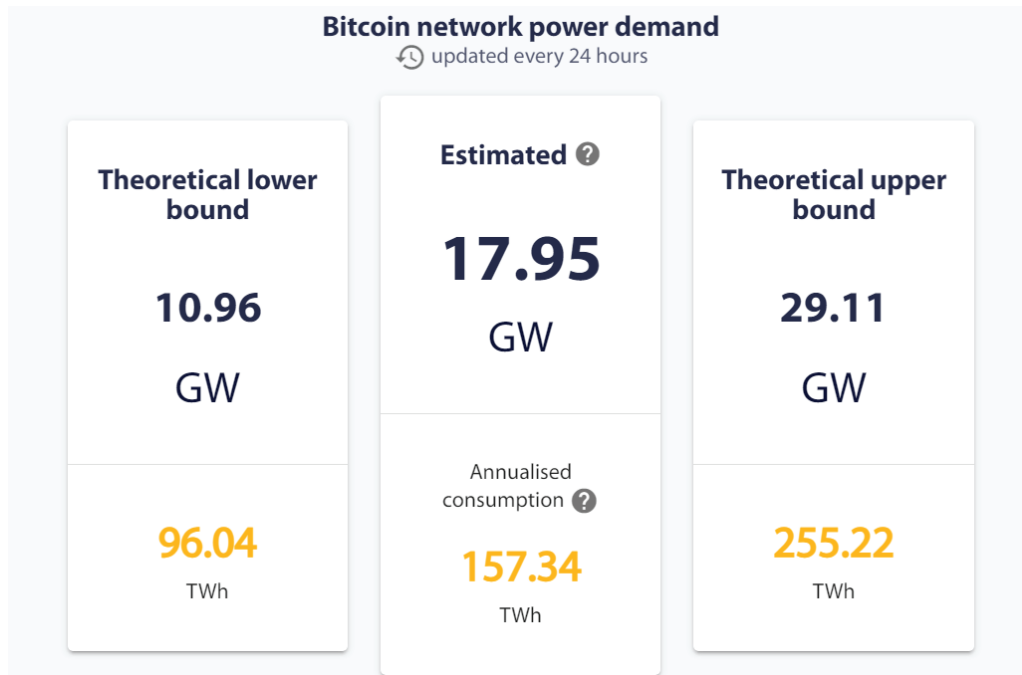 Bitcoin network power demand
updated every 24 hours
Theoretical lower
bound
10.96
GW
96.04
TWh
Estimated ?
17.95
GW
Annualised
consumption ?
157.34
TWh
Theoretical upper
bound
29.11
GW
255.22
TWh